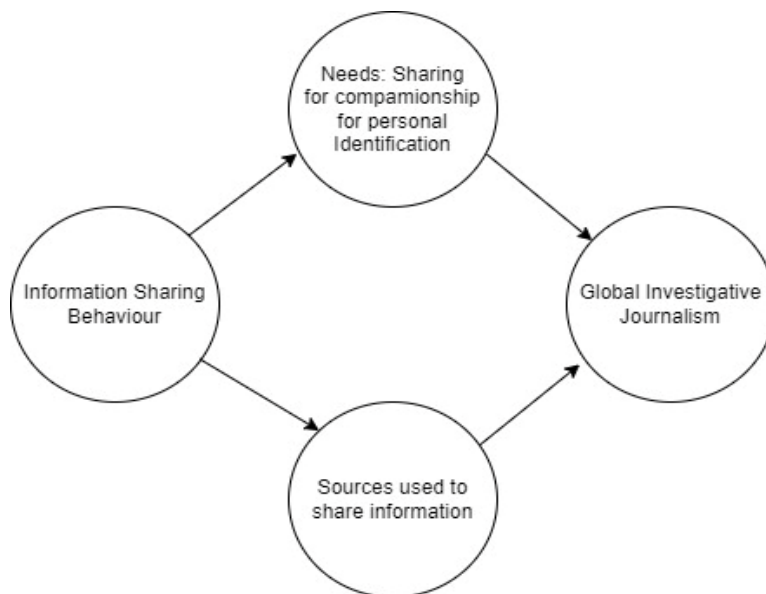 Needs: Sharing
for compamionship
for personal
Identification
Information Sharing
Behaviour
Global Investigative
Journalism
Sources used to
share information